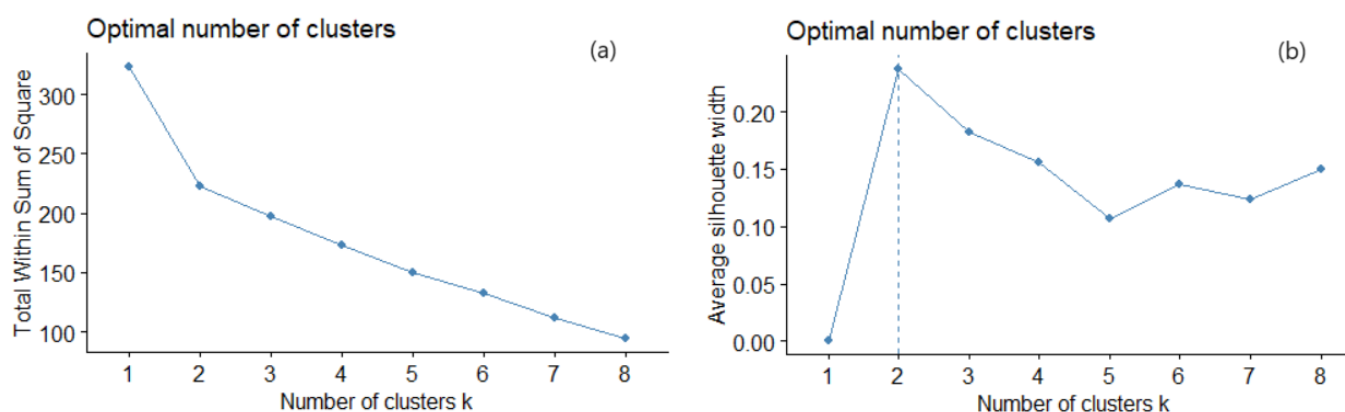 Optimal number of clusters
(a)
Total Within Sum of Square
300
250
200
150
100
1 2 3 4 5 6 7 8
Number of clusters k
Optimal number of clusters
(b)
Average silhouette width
0.20
0.15
0.10
0.05
0.00
1 2 3 4 5 6 7 8
Number of clusters k